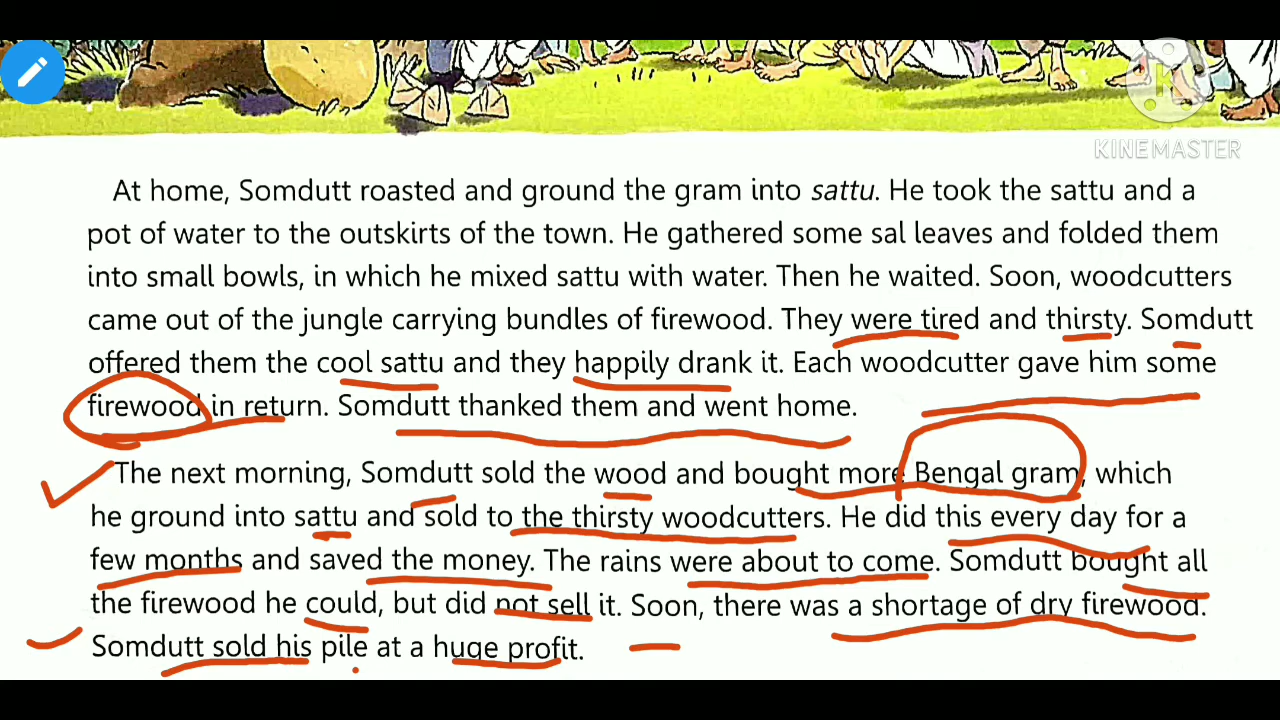 KINEMASTER
At home, Somdutt roasted and ground the gram into sattu. He took the sattu and a
pot of water to the outskirts of the town. He gathered some sal leaves and folded them
into small bowls, in which he mixed sattu with water. Then he waited. Soon, woodcutters
came out of the jungle carrying bundles of firewood. They were tired and thirsty. Somdutt
offered them the cool sattu and they happily drank it. Each woodcutter gave him some
firewood in return. Somdutt thanked them and went home.
The next morning, Somdutt sold the wood and bought more Bengal gram, which
he ground into sattu and sold to the thirsty woodcutters. He did this every day for a
few months and saved the money. The rains were about to come. Somdutt bought all
the firewood he could, but did not sell it. Soon, there was a shortage of dry firewood.
Somdutt sold his pile at a huge profit.